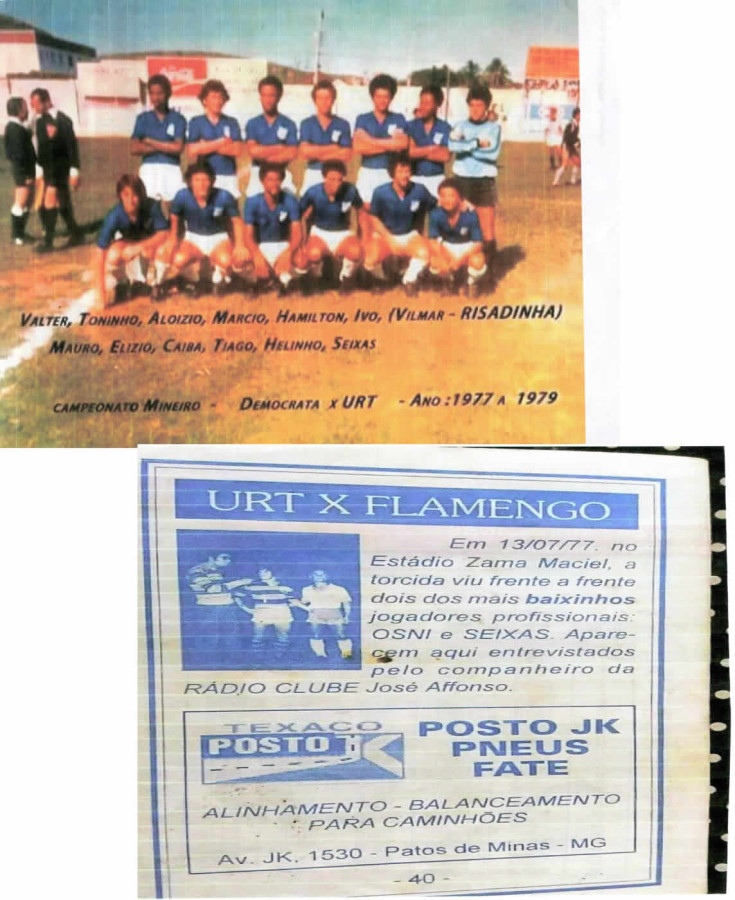 VALTER, TONINHO, ALOIZIO, MARCIO, HAMILTON, IVO, (VILMAR - RISADINHA)
MAURO, ELIZIO, CAIBA, TIAGO, HELINHO, SEIXAS
CAMPEONATO MINEIRO - DEMOCRATA X URT - ANO :1977 A 1979
URT X FLAMENGO
Em 13/07/77. no
Estádio Zama Maciel, a
torcida viu frente a frente
dois dos mais baixinhos
jogadores profissionais:
OSNI e SEIXAS. Apare-
cem aqui entrevistados
pelo companheiro da
RÁDIO CLUBE José Affonso.
TEXACO
POSTO JK
POSTO JK
PNEUS
FATE
ALINHAMENTO - BALANCEAMENTO
PARA CAMINHÕES
Av. JK, 1530 - Patos de Minas - MG
- 40 -